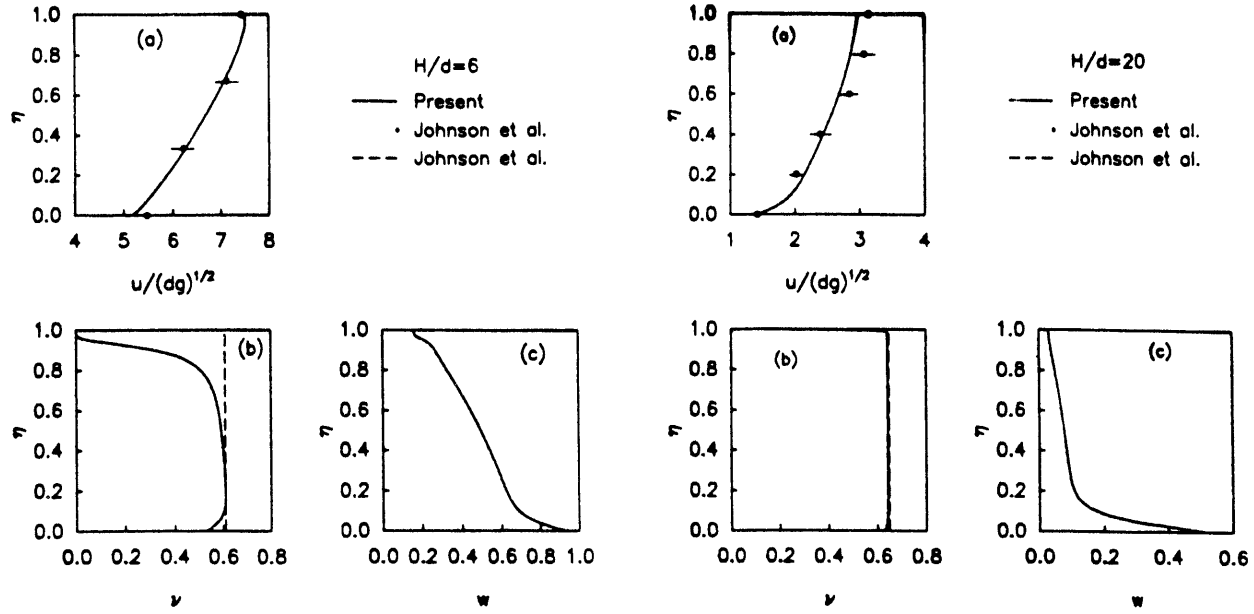 1.0
0.8
0.6
0.4
0.2
0.0
η
(a)
4 5 6 7 8
u/(dg)^1/2
H/d=6
Present
Johnson et al.
Johnson et al.
1.0
0.8
0.6
0.4
0.2
0.0
η
(b)
0.0 0.2 0.4 0.6 0.8
ν
1.0
0.8
0.6
0.4
0.2
0.0
η
(c)
0.0 0.2 0.4 0.6 0.8 1.0
w
1.0
0.8
0.6
0.4
0.2
0.0
η
(a)
1 2 3 4
u/(dg)^1/2
H/d=20
Present
Johnson et al.
Johnson et al.
1.0
0.8
0.6
0.4
0.2
0.0
η
(b)
0.0 0.2 0.4 0.6 0.8
ν
1.0
0.8
0.6
0.4
0.2
0.0
η
(c)
0.0 0.2 0.4 0.6
w